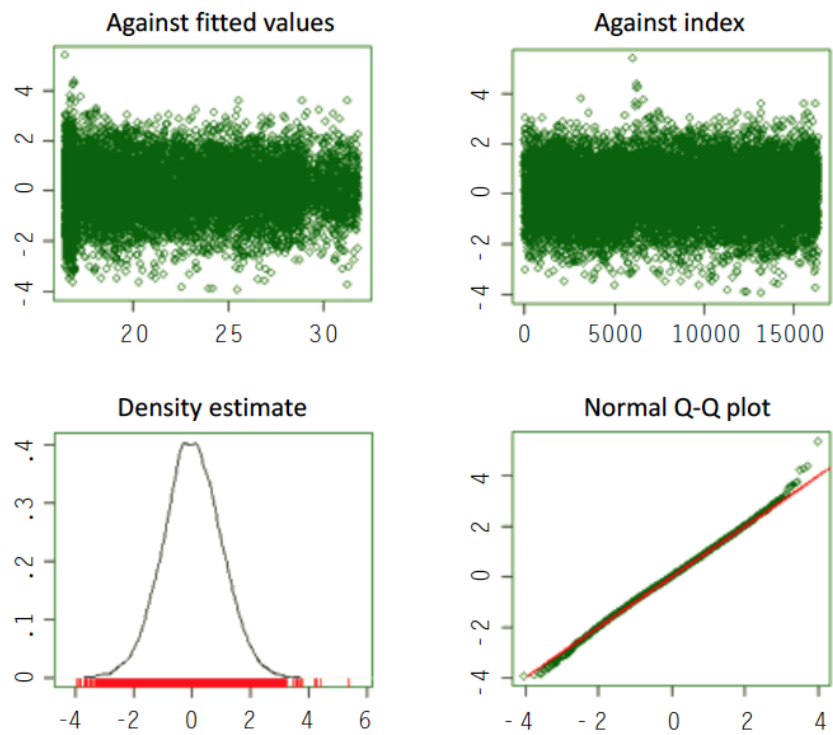 Against fitted values
4
2
0
- 2
- 4
20 25 30
Against index
4
2
0
- 2
- 4
0 5000 10000 15000
Density estimate
.4
.3
.2
.1
0
-4 -2 0 2 4 6
Normal Q-Q plot
4
2
0
- 2
- 4
- 4 -2 0 2 4